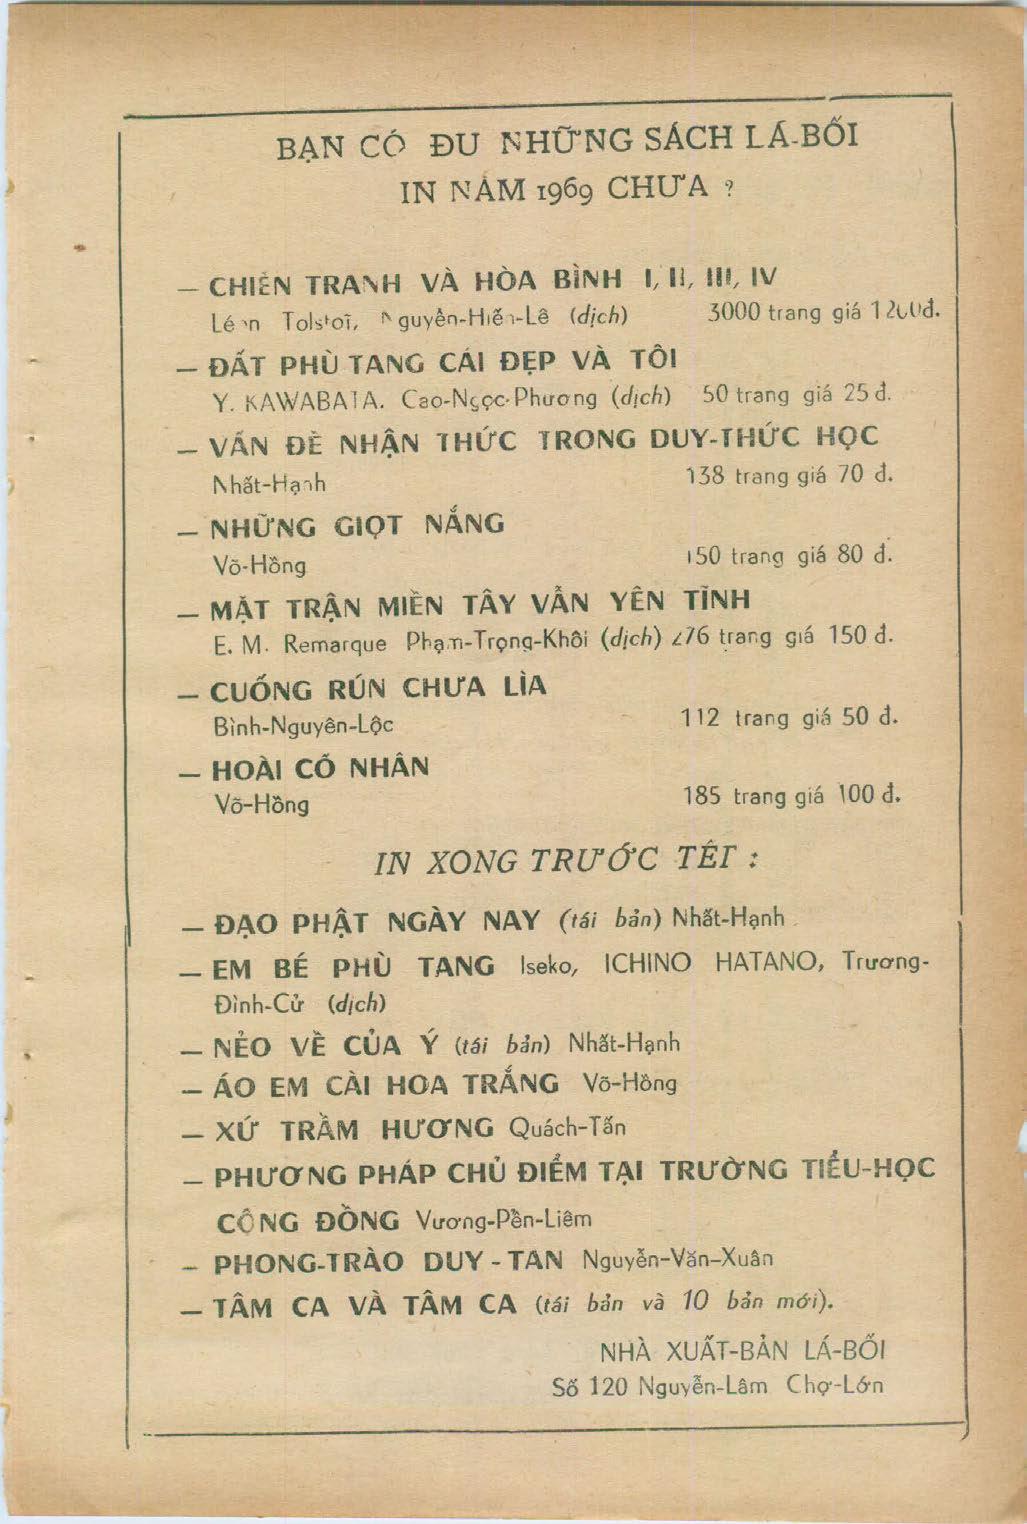 BẠN CÓ ĐU NHỮNG SÁCH LÁ-BỐI
IN NĂM 1969 CHƯA ?
— CHIẾN TRANH VÀ HÒA BÌNH I, II, III, IV
Léon Tolstoï, Nguyễn-Hiến-Lê (dịch) 3000 trang giá 1200đ.
— ĐẤT PHÙ TANG CÁI ĐẸP VÀ TÔI
Y. KAWABATA. Cao-Ngọc-Phương (dịch) 50 trang giá 25 đ.
— VẤN ĐỀ NHẬN THỨC TRONG DUY-THỨC HỌC
Nhất-Hạnh 138 trang giá 70 đ.
— NHỮNG GIỌT NẮNG
Võ-Hồng 150 trang giá 80 đ.
— MẶT TRẬN MIỀN TÂY VẪN YÊN TĨNH
E. M. Remarque Phạm-Trọng-Khôi (dịch) 276 trang giá 150 đ.
— CUỐNG RÚN CHƯA LÌA
Bình-Nguyên-Lộc 112 trang giá 50 đ.
— HOÀI CỐ NHÂN
Võ-Hồng 185 trang giá 100 đ.
IN XONG TRƯỚC TẾT :
— ĐẠO PHẬT NGÀY NAY (tái bản) Nhất-Hạnh
— EM BÉ PHÙ TANG Iseko, ICHINO HATANO, Trương-
Đình-Cử (dịch)
— NẺO VỀ CỦA Ý (tái bản) Nhất-Hạnh
— ÁO EM CÀI HOA TRẮNG Võ-Hồng
— XỨ TRẦM HƯƠNG Quách-Tấn
— PHƯƠNG PHÁP CHỦ ĐIỂM TẠI TRƯỜNG TIỂU-HỌC
CỘNG ĐỒNG Vương-Pền-Liêm
— PHONG-TRÀO DUY - TAN Nguyễn-Văn-Xuân
— TÂM CA VÀ TÂM CA (tái bản và 10 bản mới).
NHÀ XUẤT-BẢN LÁ-BỐI
Số 120 Nguyễn-Lâm Chợ-Lớn